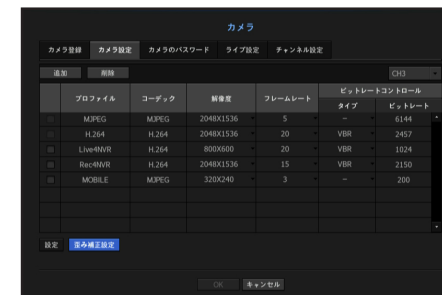 カメラ
カメラ登録 カメラ設定 カメラのパスワード ライブ設定 チャンネル設定
追加 削除 CH3
プロファイル コーデック 解像度 フレームレート ビットレートコントロール
タイプ ビットレート
MJPEG MJPEG 2048X1536 5 - 6144
H.264 H.264 2048X1536 20 VBR 2457
Live4NVR H.264 800X600 20 VBR 1024
Rec4NVR H.264 2048X1536 15 VBR 2150
MOBILE MJPEG 320X240 3 - 200
設定 歪み補正設定
OK キャンセル